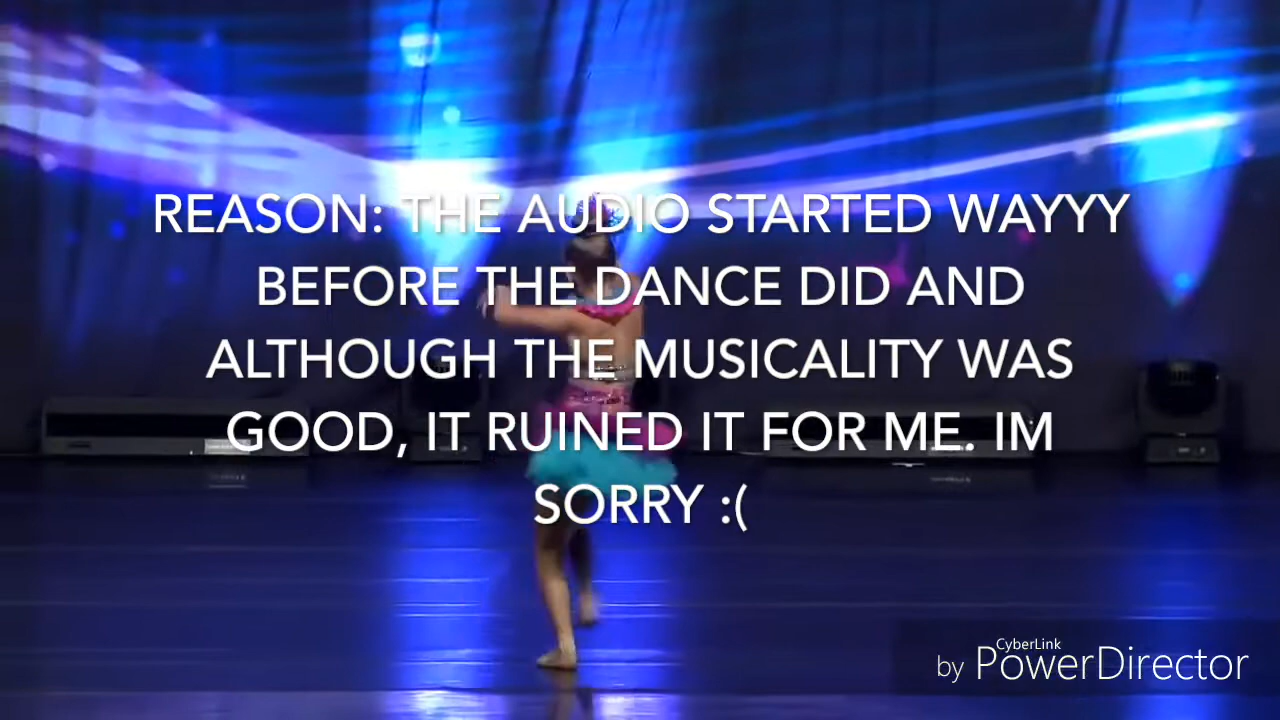 REASON: THE AUDIO STARTED WAYYY
BEFORE THE DANCE DID AND
ALTHOUGH THE MUSICALITY WAS
GOOD, IT RUINED IT FOR ME. IM
SORRY :(
CyberLink
by PowerDirector